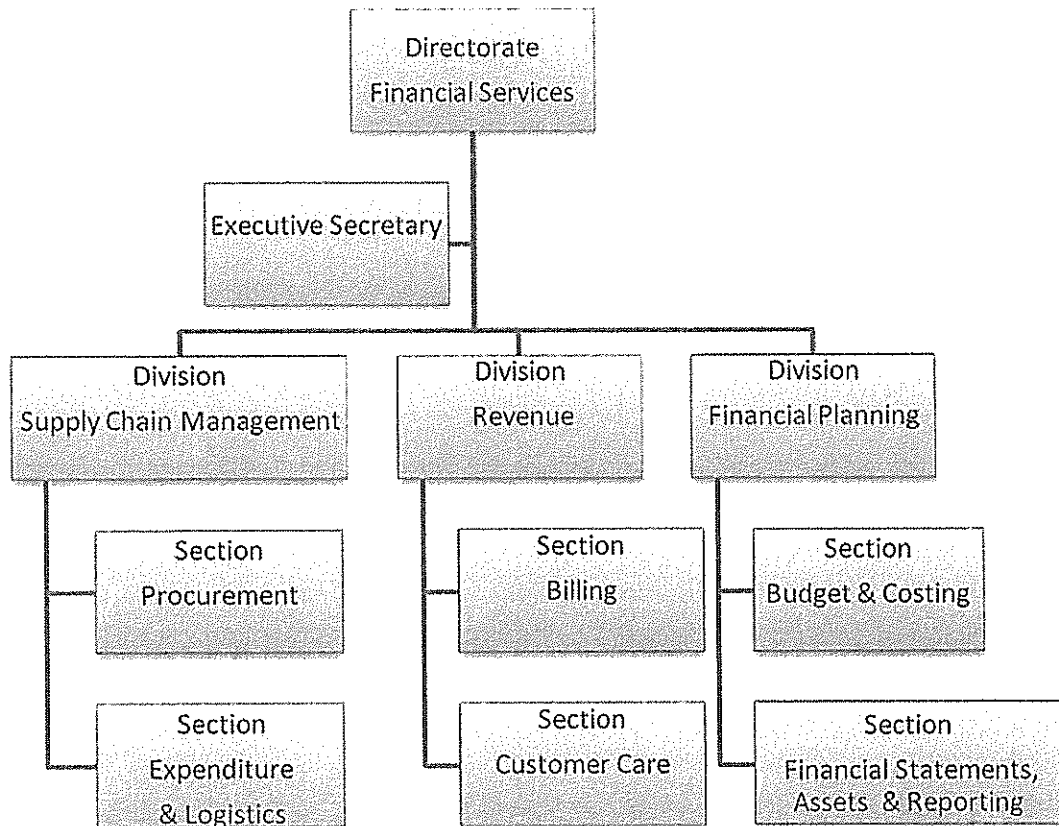 Directorate
Financial Services
Executive Secretary
Division
Supply Chain Management
Division
Revenue
Division
Financial Planning
Section
Procurement
Section
Billing
Section
Budget & Costing
Section
Expenditure
& Logistics
Section
Customer Care
Section
Financial Statements,
Assets & Reporting